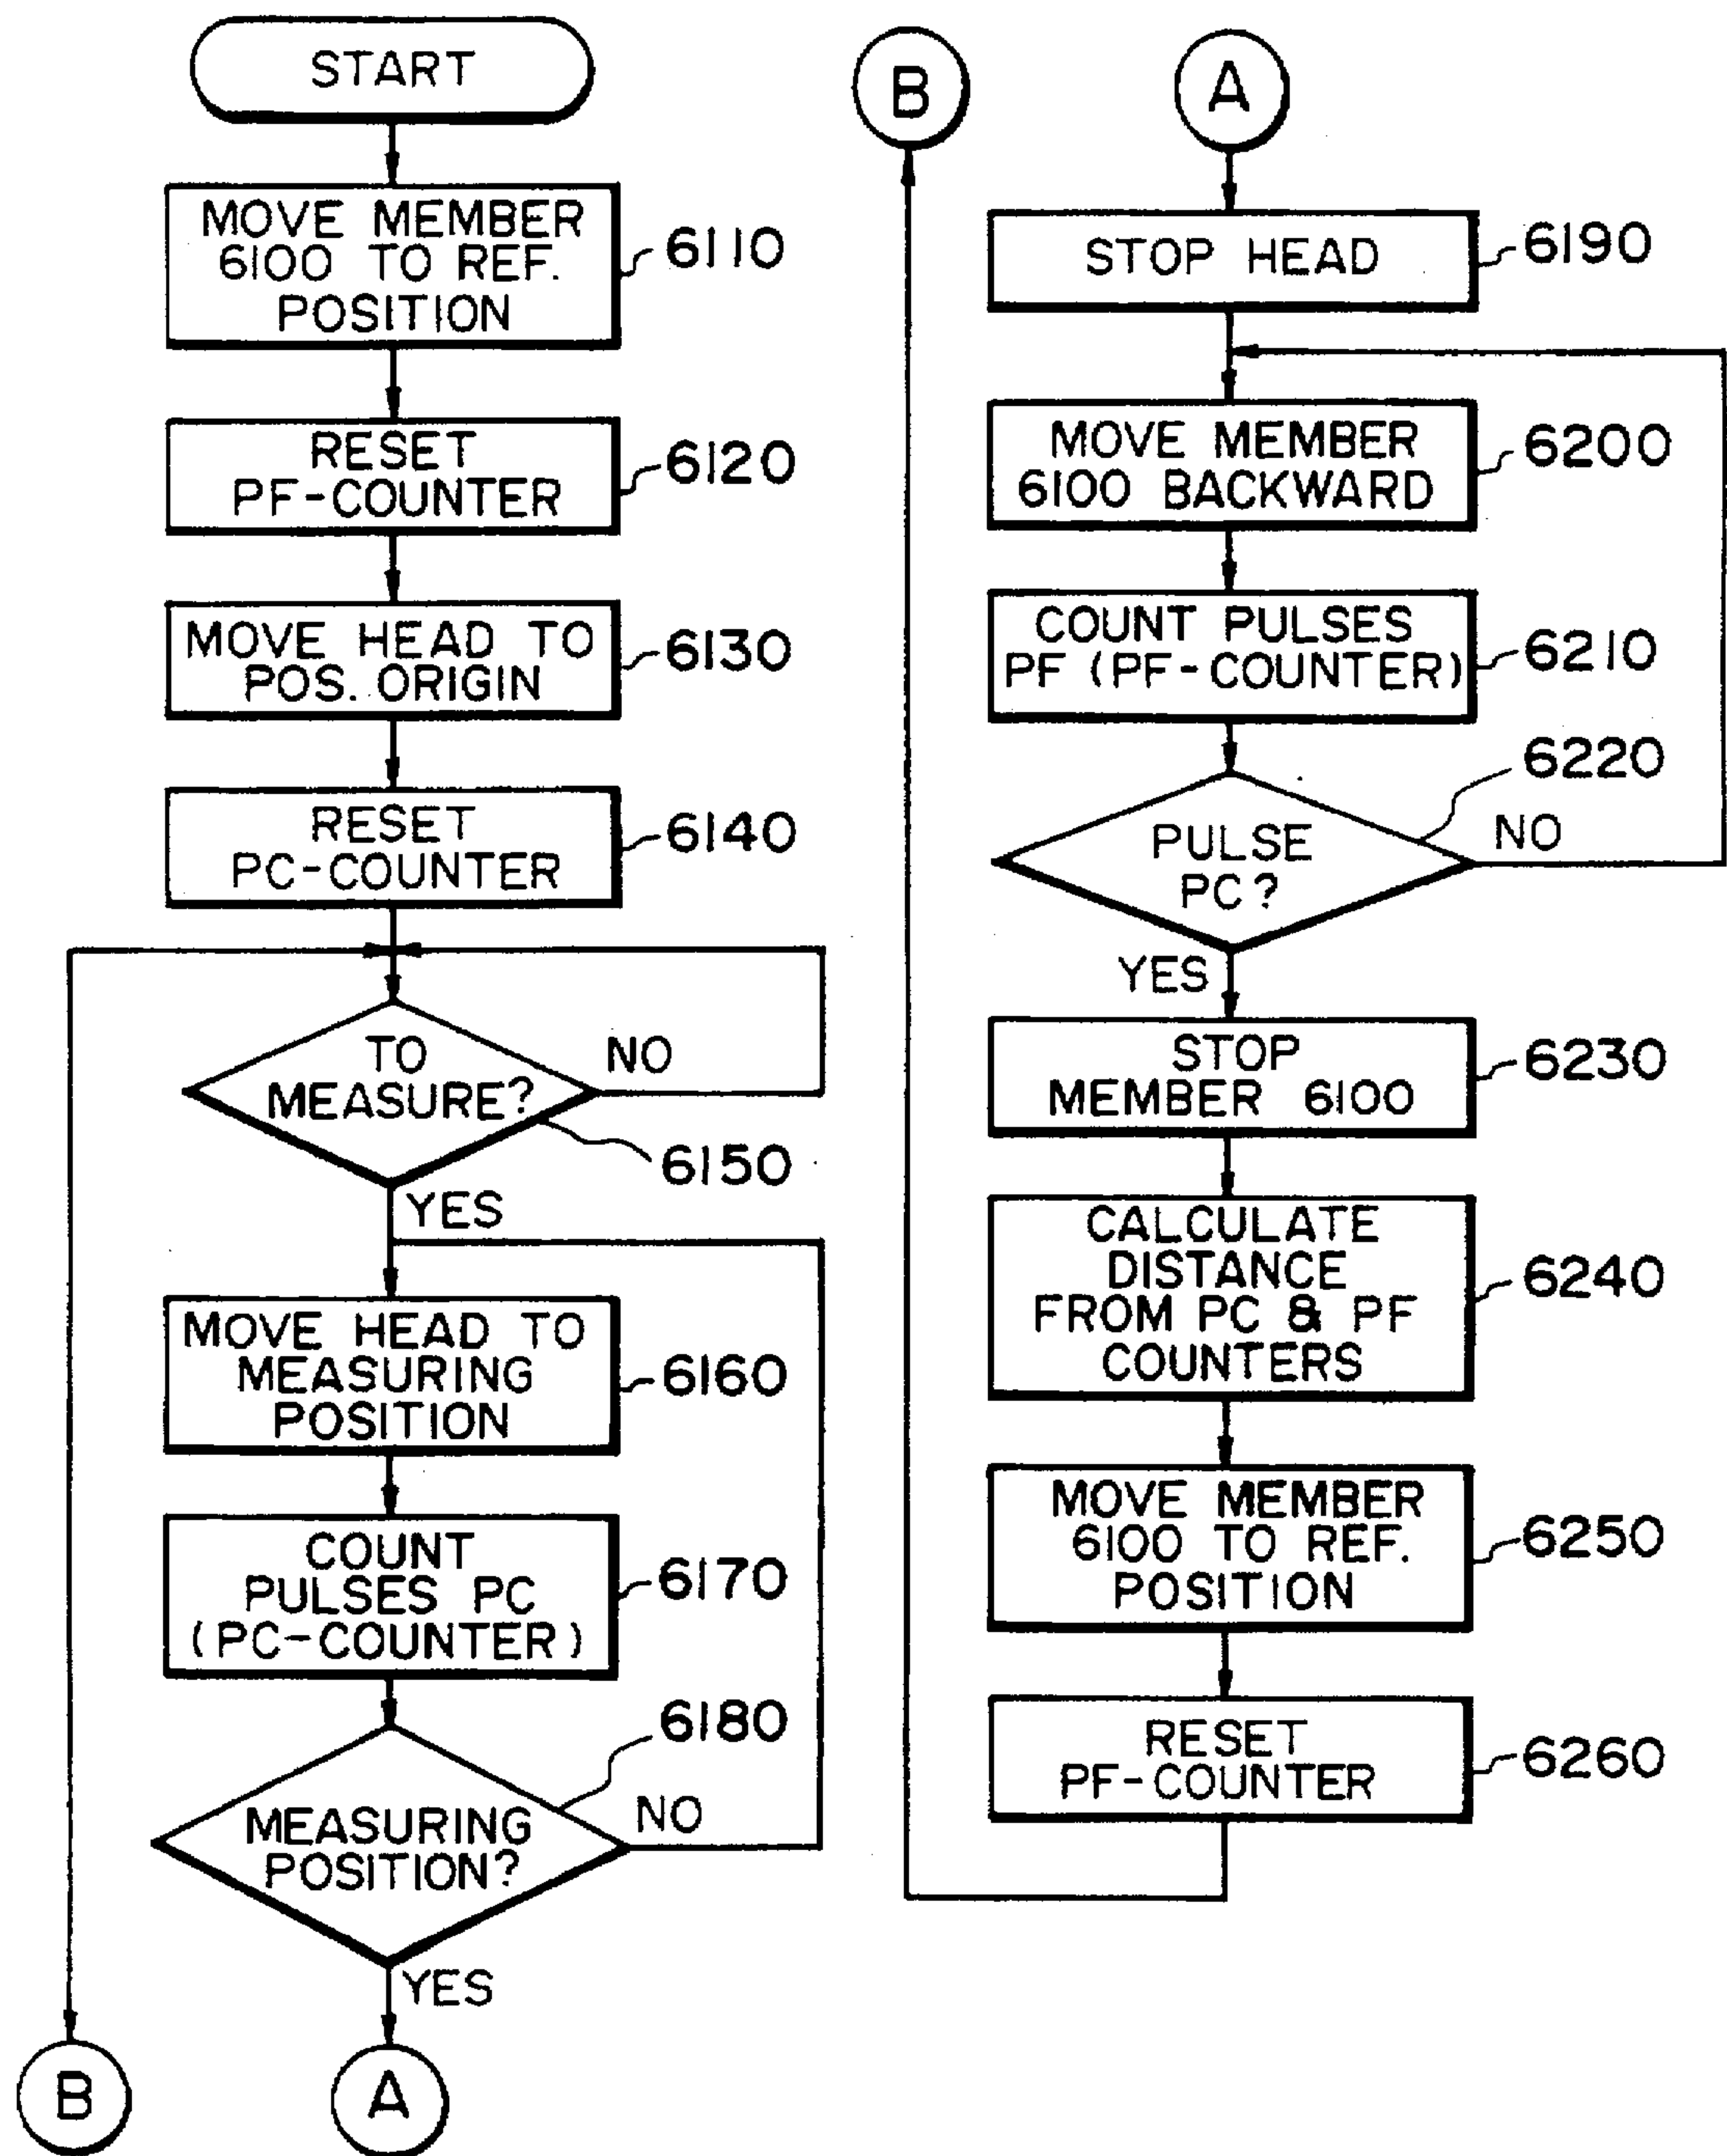 START
MOVE MEMBER
6100 TO REF.
POSITION
6110
RESET
PF-COUNTER
6120
MOVE HEAD TO
POS. ORIGIN
6130
RESET
PC-COUNTER
6140
TO
MEASURE?
NO
6150
YES
MOVE HEAD TO
MEASURING
POSITION
6160
COUNT
PULSES PC
(PC-COUNTER)
6170
6180
MEASURING
POSITION?
NO
YES
B
A
B
A
STOP HEAD
6190
MOVE MEMBER
6100 BACKWARD
6200
COUNT PULSES
PF (PF-COUNTER)
6210
6220
PULSE
PC?
NO
YES
STOP
MEMBER 6100
6230
CALCULATE
DISTANCE
FROM PC & PF
COUNTERS
6240
MOVE MEMBER
6100 TO REF.
POSITION
6250
RESET
PF-COUNTER
6260